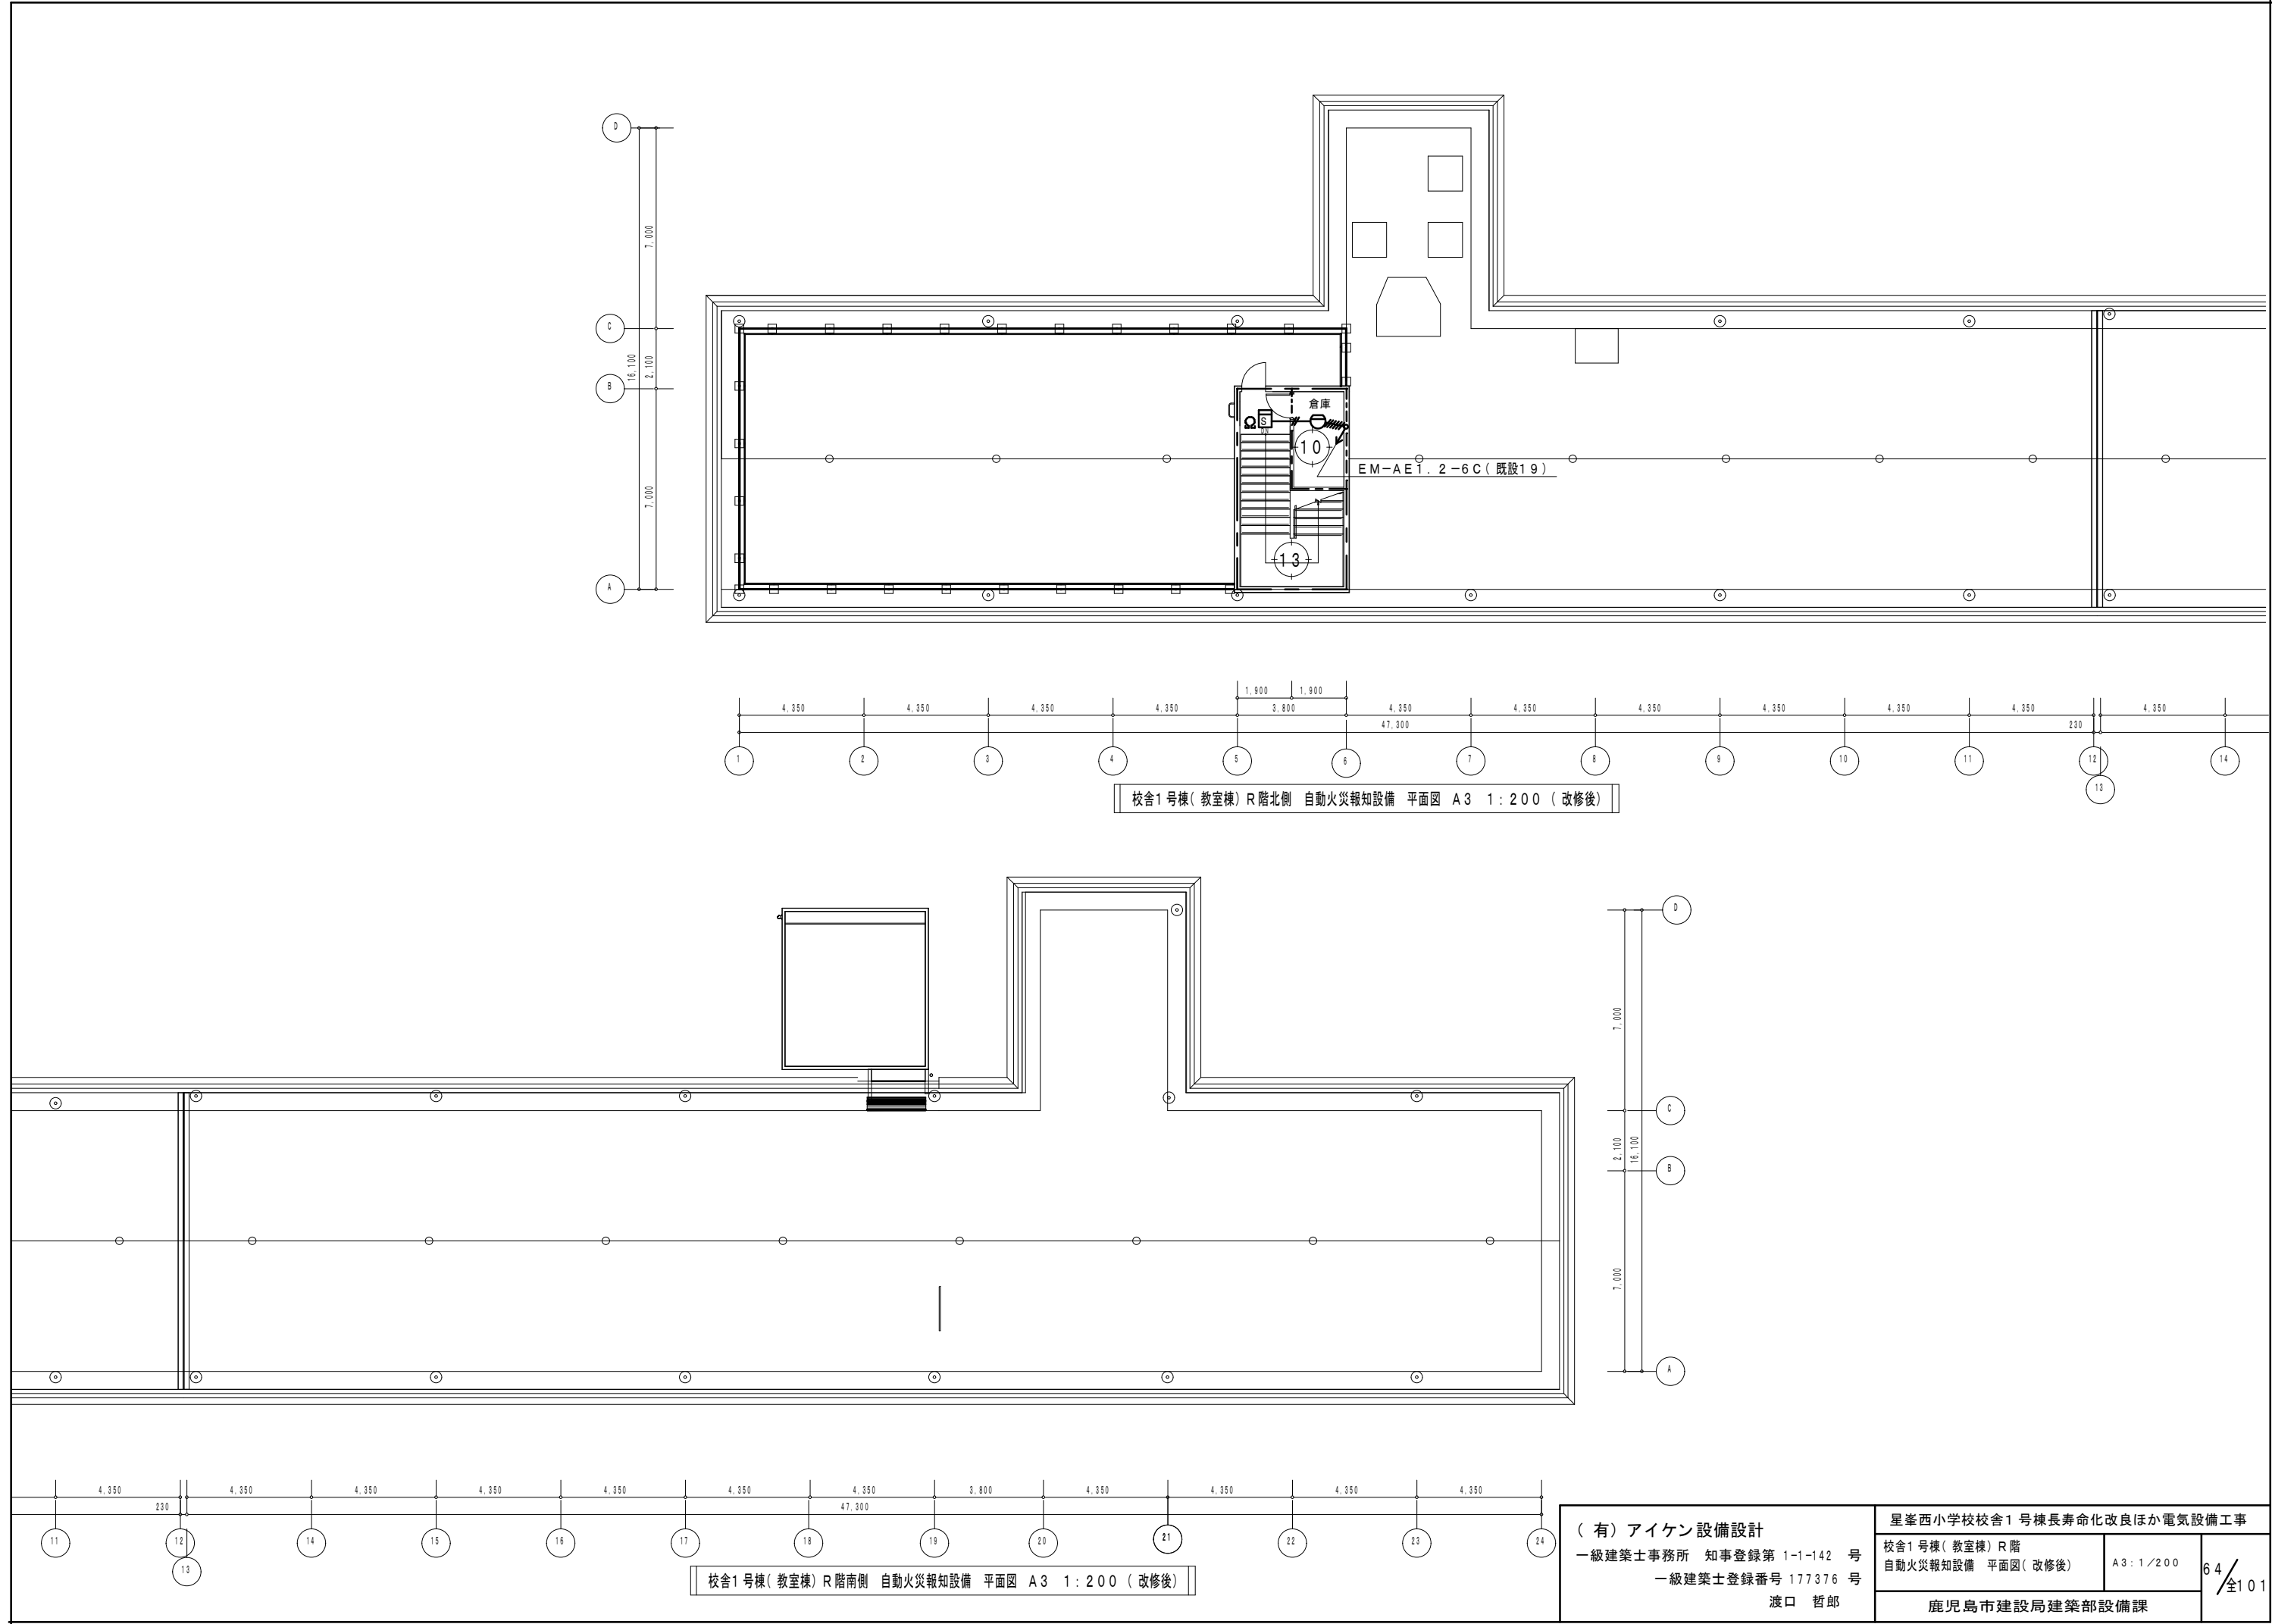 D
7,000
C
2,100
16,100
B
7,000
A
倉庫
S
DN
Ω
10
EM-AE1.2-6C(既設19)
13
1,900 1,900
4,350 4,350 4,350 4,350 3,800 4,350 4,350 4,350 4,350 4,350 4,350 4,350
47,300 230
1 2 3 4 5 6 7 8 9 10 11 12 14
13
校舎1号棟(教室棟)R階北側 自動火災報知設備 平面図 A3 1:200 (改修後)
D
7,000
C
2,100
16,100
B
7,000
A
4,350 4,350 4,350 4,350 4,350 4,350 4,350 3,800 4,350 4,350 4,350 4,350
230 47,300
11 12 14 15 16 17 18 19 20 21 22 23 24
13
校舎1号棟(教室棟)R階南側 自動火災報知設備 平面図 A3 1:200 (改修後)
(有)アイケン設備設計
一級建築士事務所 知事登録第 1-1-142 号
一級建築士登録番号 177376 号
渡口 哲郎
星峯西小学校校舎1号棟長寿命化改良ほか電気設備工事
校舎1号棟(教室棟)R階
自動火災報知設備 平面図(改修後)
A3:1/200
64/全101
鹿児島市建設局建築部設備課